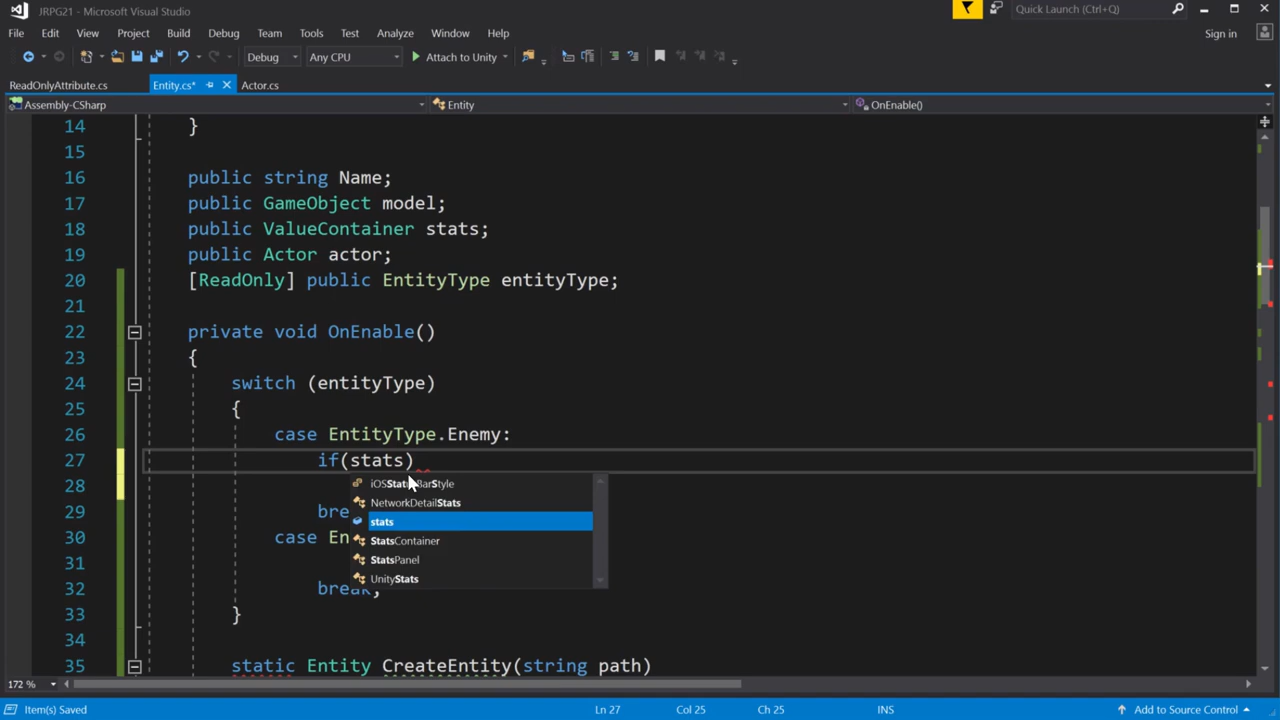 JRPG21 - Microsoft Visual Studio
Quick Launch (Ctrl+Q)
File Edit View Project Build Debug Team Tools Test Analyze Window Help
Sign in
Debug Any CPU Attach to Unity
ReadOnlyAttribute.cs Entity.cs* Actor.cs
Assembly-CSharp Entity OnEnable()
14 }
15
16 public string Name;
17 public GameObject model;
18 public ValueContainer stats;
19 public Actor actor;
20 [ReadOnly] public EntityType entityType;
21
22 private void OnEnable()
23 {
24 switch (entityType)
25 {
26 case EntityType.Enemy:
27 if(stats)
28
iOSStatusBarStyle
NetworkDetailStats
29 bre
stats
30 case En
StatsContainer
31
StatsPanel
UnityStats
32 break;
33 }
34
35 static Entity CreateEntity(string path)
172 %
Item(s) Saved Ln 27 Col 25 Ch 25 INS Add to Source Control